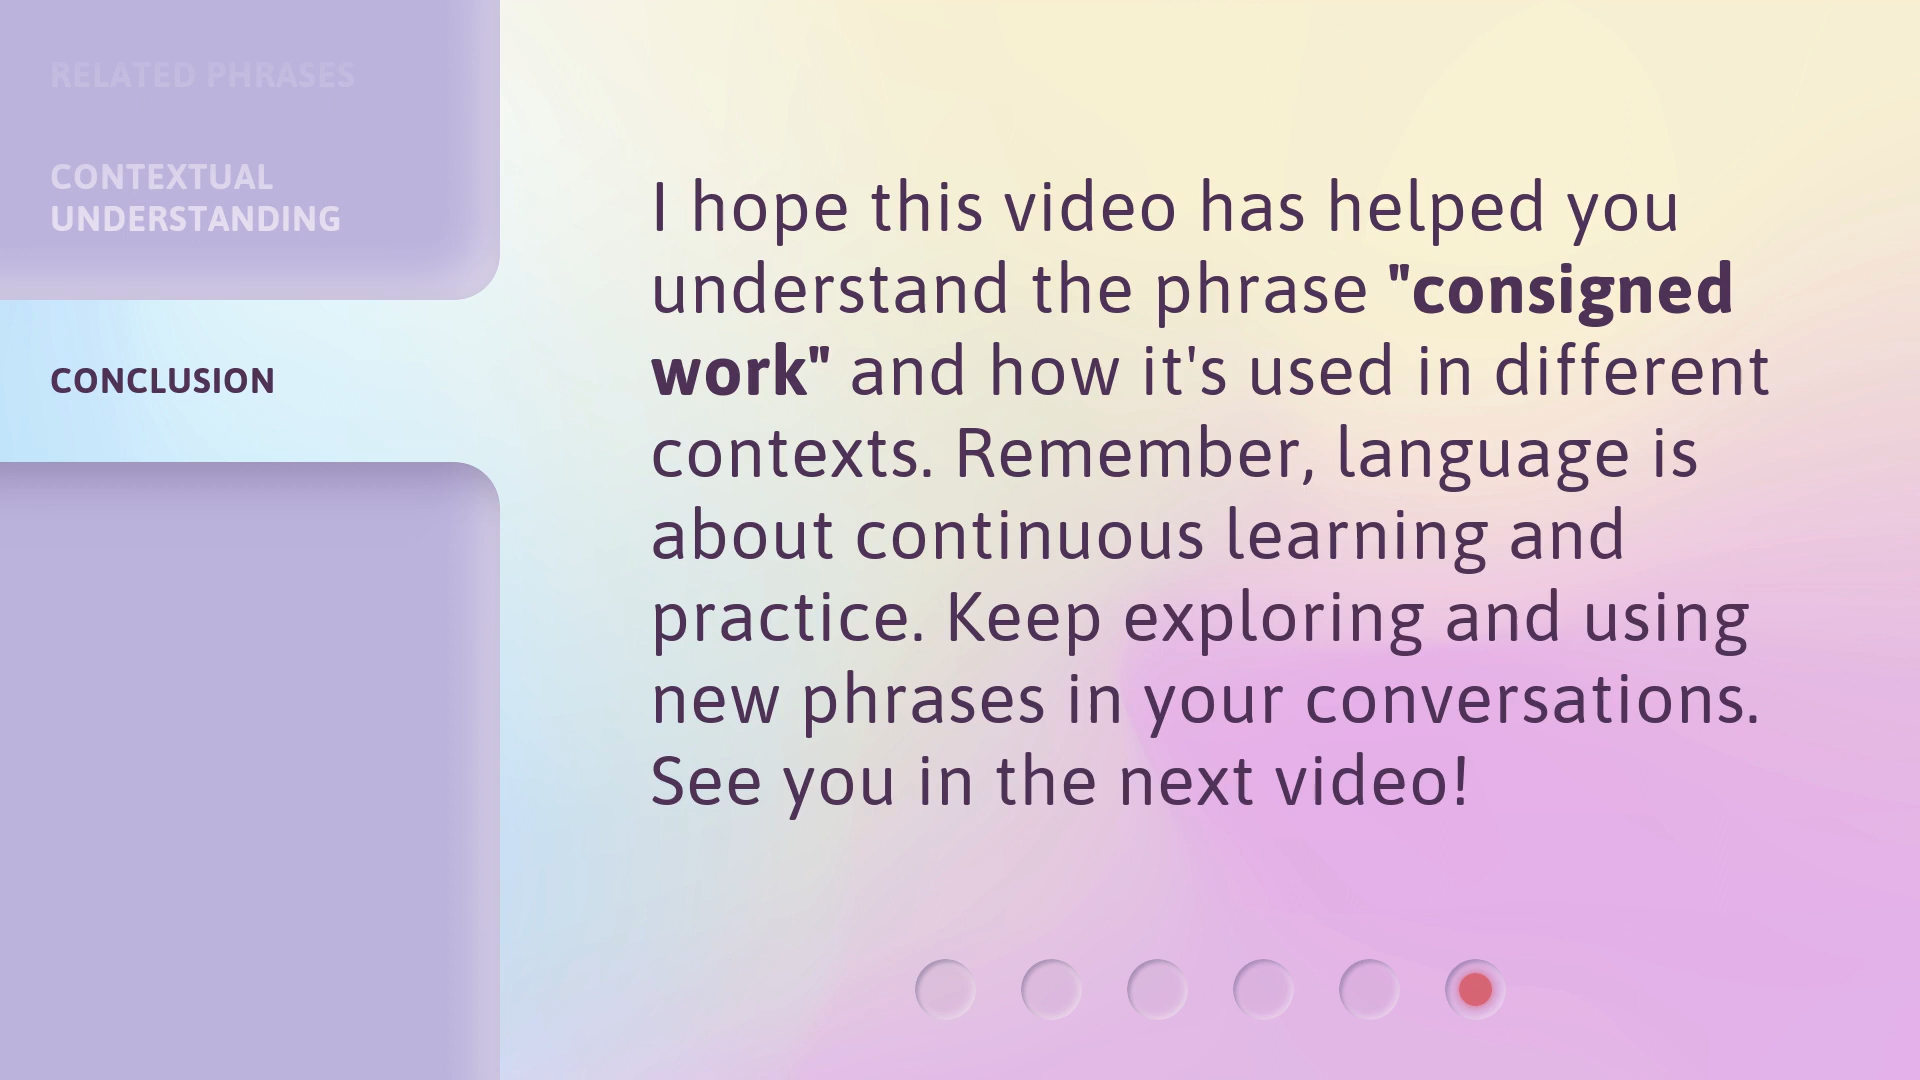 RELATED PHRASES
CONTEXTUAL
UNDERSTANDING
CONCLUSION
I hope this video has helped you
understand the phrase "consigned
work" and how it's used in different
contexts. Remember, language is
about continuous learning and
practice. Keep exploring and using
new phrases in your conversations.
See you in the next video!